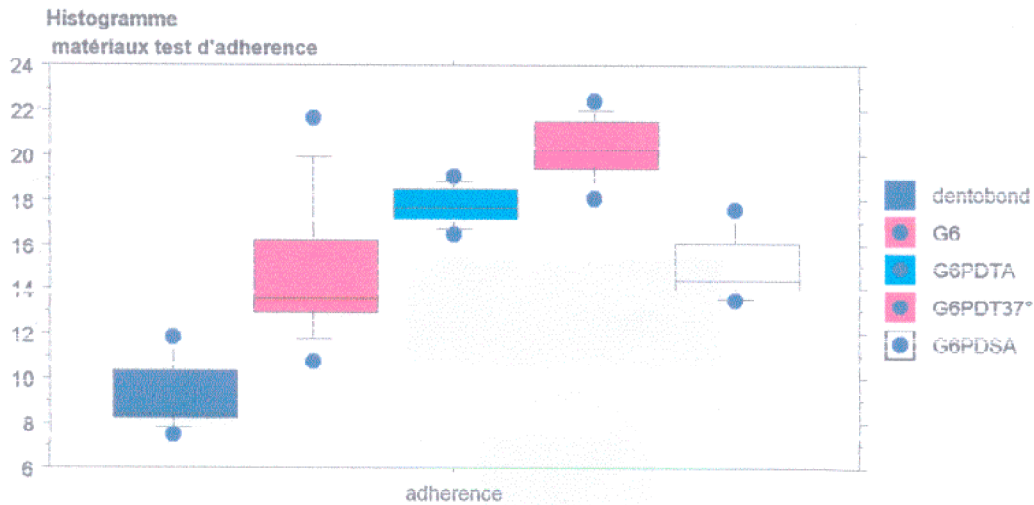 Histogramme
matériaux test d'adherence
24
22
20
18
16
14
12
10
8
6
adherence
dentobond
G6
G6PDTA
G6PDT37°
G6PDSA